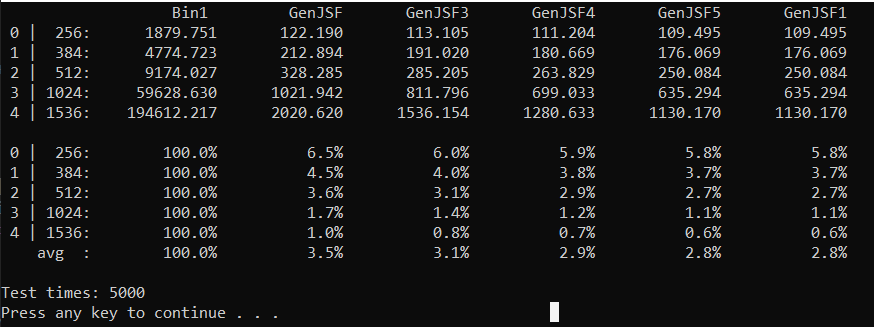 Bin1 GenJSF GenJSF3 GenJSF4 GenJSF5 GenJSF1
0 | 256: 1879.751 122.190 113.105 111.204 109.495 109.495
1 | 384: 4774.723 212.894 191.020 180.669 176.069 176.069
2 | 512: 9174.027 328.285 285.205 263.829 250.084 250.084
3 | 1024: 59628.630 1021.942 811.796 699.033 635.294 635.294
4 | 1536: 194612.217 2020.620 1536.154 1280.633 1130.170 1130.170
0 | 256: 100.0% 6.5% 6.0% 5.9% 5.8% 5.8%
1 | 384: 100.0% 4.5% 4.0% 3.8% 3.7% 3.7%
2 | 512: 100.0% 3.6% 3.1% 2.9% 2.7% 2.7%
3 | 1024: 100.0% 1.7% 1.4% 1.2% 1.1% 1.1%
4 | 1536: 100.0% 1.0% 0.8% 0.7% 0.6% 0.6%
avg : 100.0% 3.5% 3.1% 2.9% 2.8% 2.8%
Test times: 5000
Press any key to continue . . .